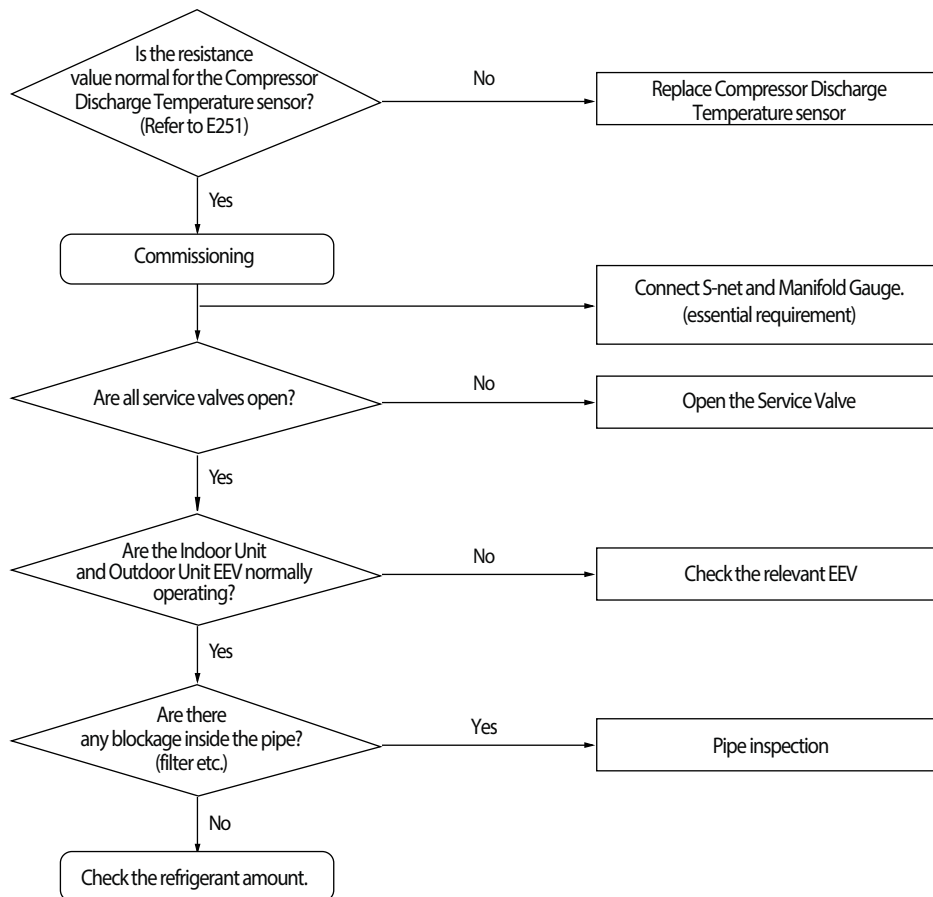 Is the resistance
value normal for the Compressor
Discharge Temperature sensor?
(Refer to E251)
No
Replace Compressor Discharge
Temperature sensor
Yes
Commissioning
Connect S-net and Manifold Gauge.
(essential requirement)
Are all service valves open?
No
Open the Service Valve
Yes
Are the Indoor Unit
and Outdoor Unit EEV normally
operating?
No
Check the relevant EEV
Yes
Are there
any blockage inside the pipe?
(filter etc.)
Yes
Pipe inspection
No
Check the refrigerant amount.